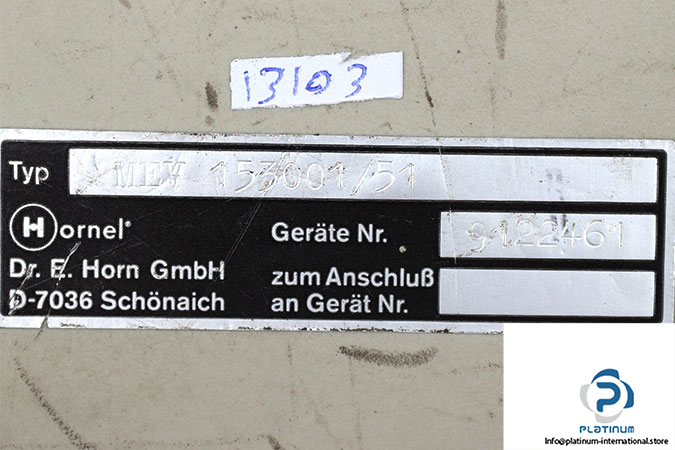 13103
Typ MEV 153001/51
Hornel® Geräte Nr. 9122461
Dr. E. Horn GmbH zum Anschluß
D-7036 Schönaich an Gerät Nr.
PLATINUM
Info@platinum-international.store